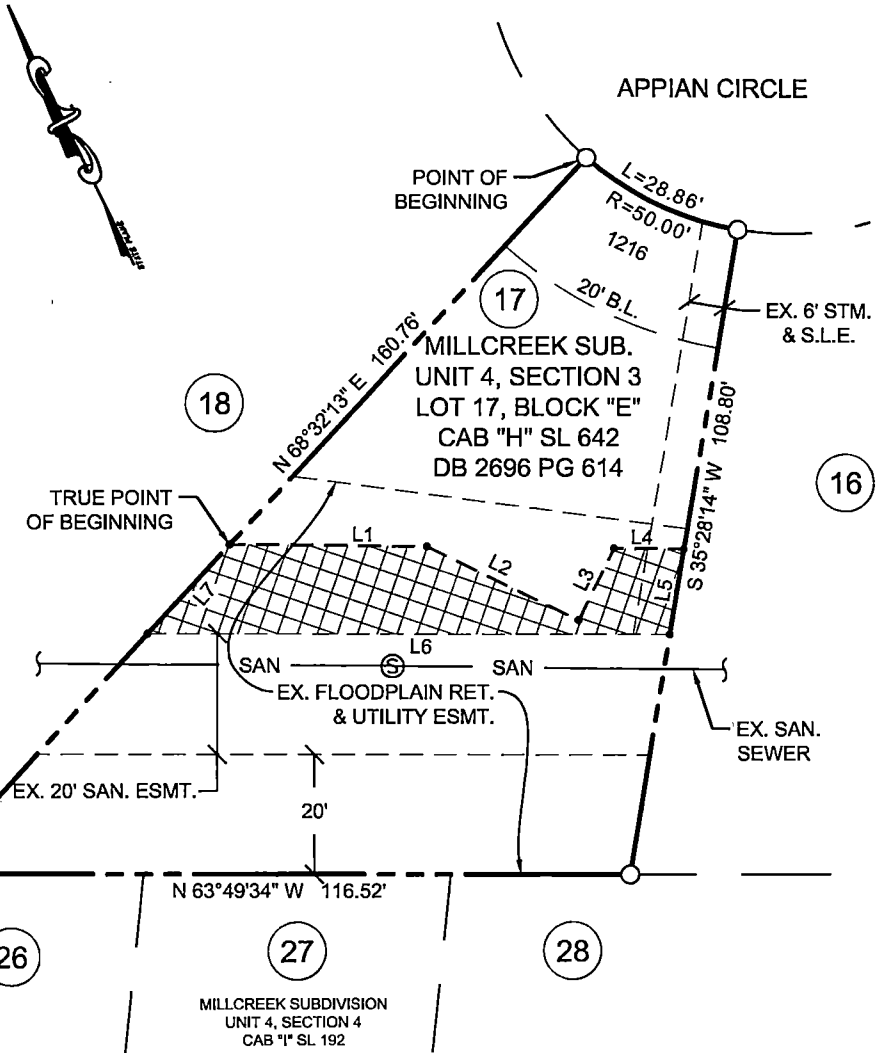 APPIAN CIRCLE
POINT OF
BEGINNING
L=28.86'
R=50.00'
1216
20' B.L.
EX. 6' STM.
& S.L.E.
17
MILLCREEK SUB.
UNIT 4, SECTION 3
LOT 17, BLOCK "E"
CAB "H" SL 642
DB 2696 PG 614
18
N 68°32'13" E 160.76'
S 35°28'14" W 108.80'
16
TRUE POINT
OF BEGINNING
L1
L2
L3
L4
L5
L7
L6
SAN
S
SAN
EX. FLOODPLAIN RET.
& UTILITY ESMT.
EX. SAN.
SEWER
EX. 20' SAN. ESMT.
20'
N 63°49'34" W 116.52'
26
27
28
MILLCREEK SUBDIVISION
UNIT 4, SECTION 4
CAB "I" SL 192
STATE PLANE